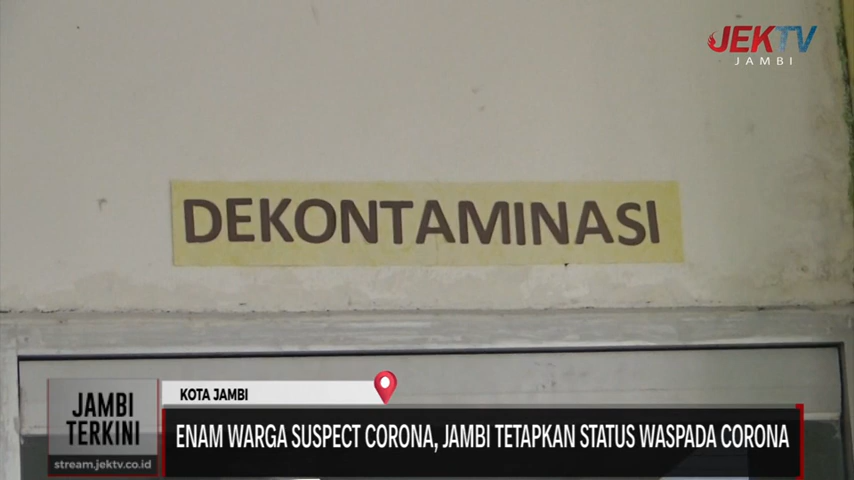 JEKTV
JAMBI
DEKONTAMINASI
KOTA JAMBI
JAMBI
TERKINI
stream.jektv.co.id
ENAM WARGA SUSPECT CORONA, JAMBI TETAPKAN STATUS WASPADA CORONA